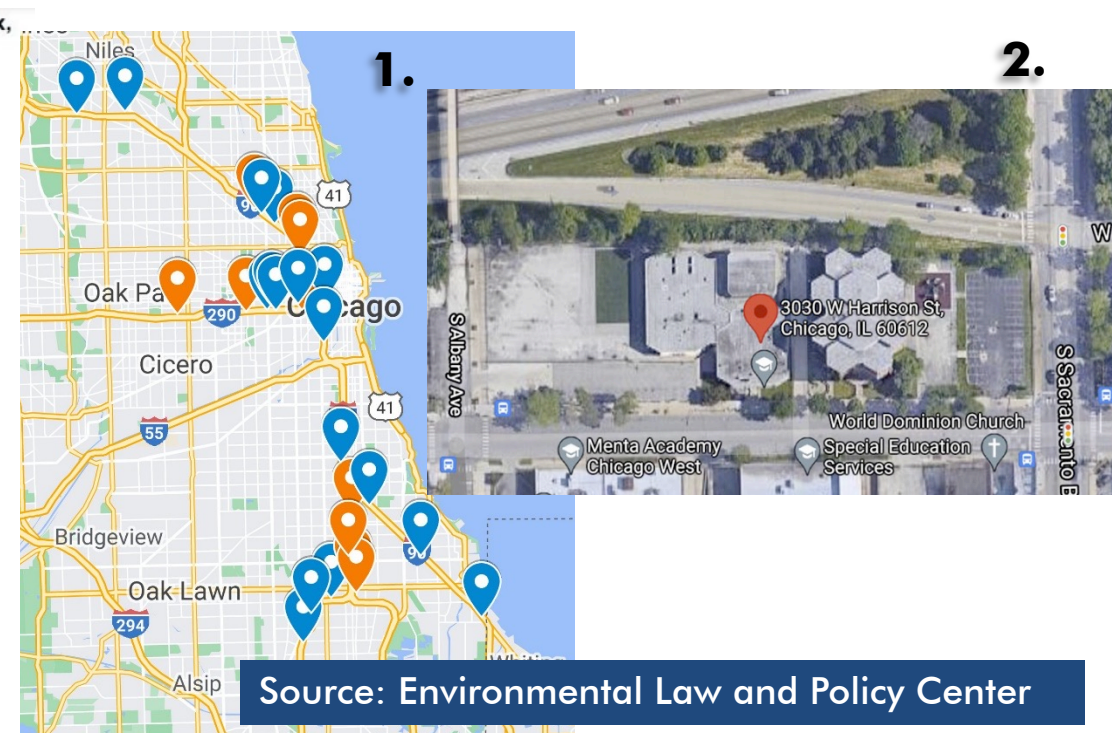 1.
2.
Niles
41
Oak Pa
290
Chicago
Cicero
41
55
Bridgeview
Oak Lawn
294
Alsip
3030 W Harrison St,
Chicago, IL 60612
S Albany Ave
World Dominion Church
Menta Academy
Chicago West
Special Education
Services
W
Source: Environmental Law and Policy Center